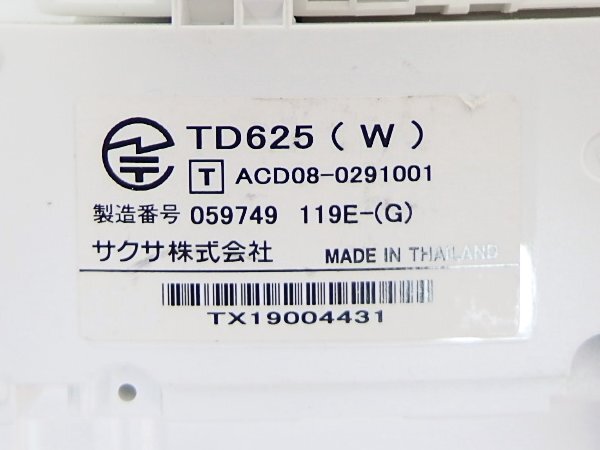 TD625 ( W )
T ACD08-0291001
製造番号 059749 119E-(G)
サクサ株式会社 MADE IN THAILAND
TX19004431